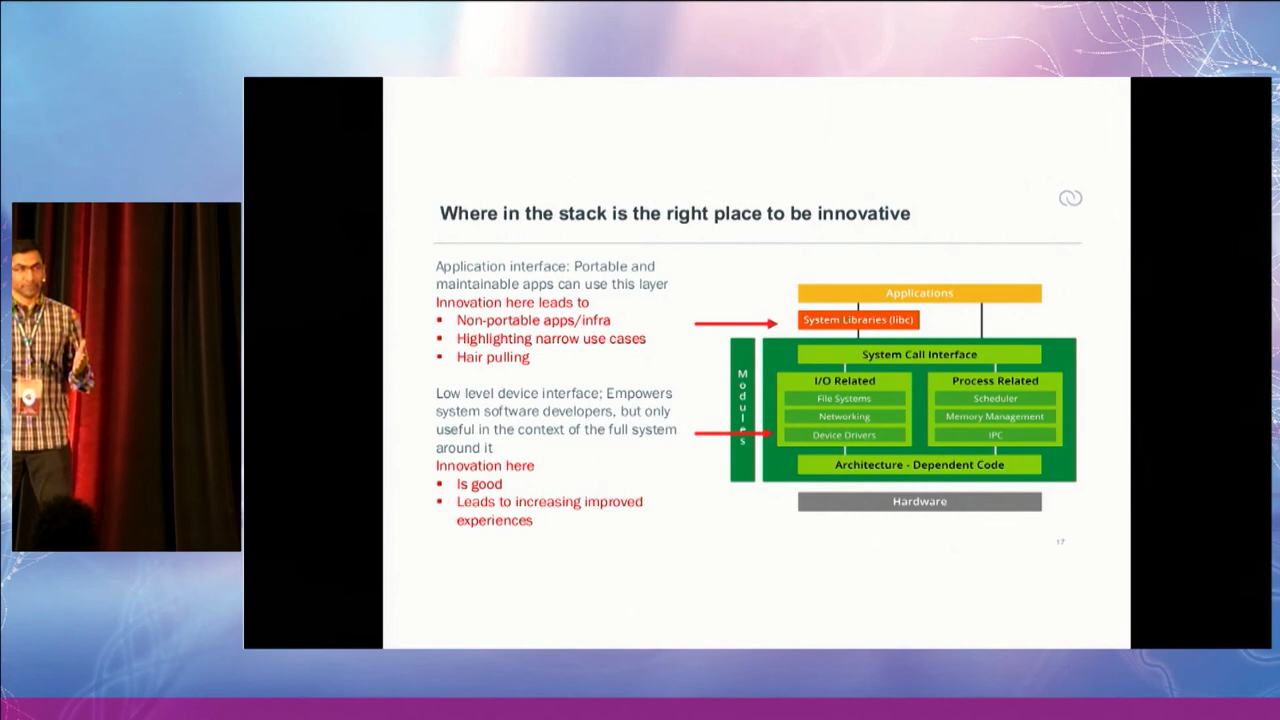 Where in the stack is the right place to be innovative
Application interface: Portable and
maintainable apps can use this layer
Innovation here leads to
▪ Non-portable apps/infra
▪ Highlighting narrow use cases
▪ Hair pulling
Low level device interface; Empowers
system software developers, but only
useful in the context of the full system
around it
Innovation here
▪ Is good
▪ Leads to increasing improved
experiences
Applications
System Libraries (libc)
Modules
System Call Interface
I/O Related
File Systems
Networking
Device Drivers
Process Related
Scheduler
Memory Management
IPC
Architecture - Dependent Code
Hardware
17